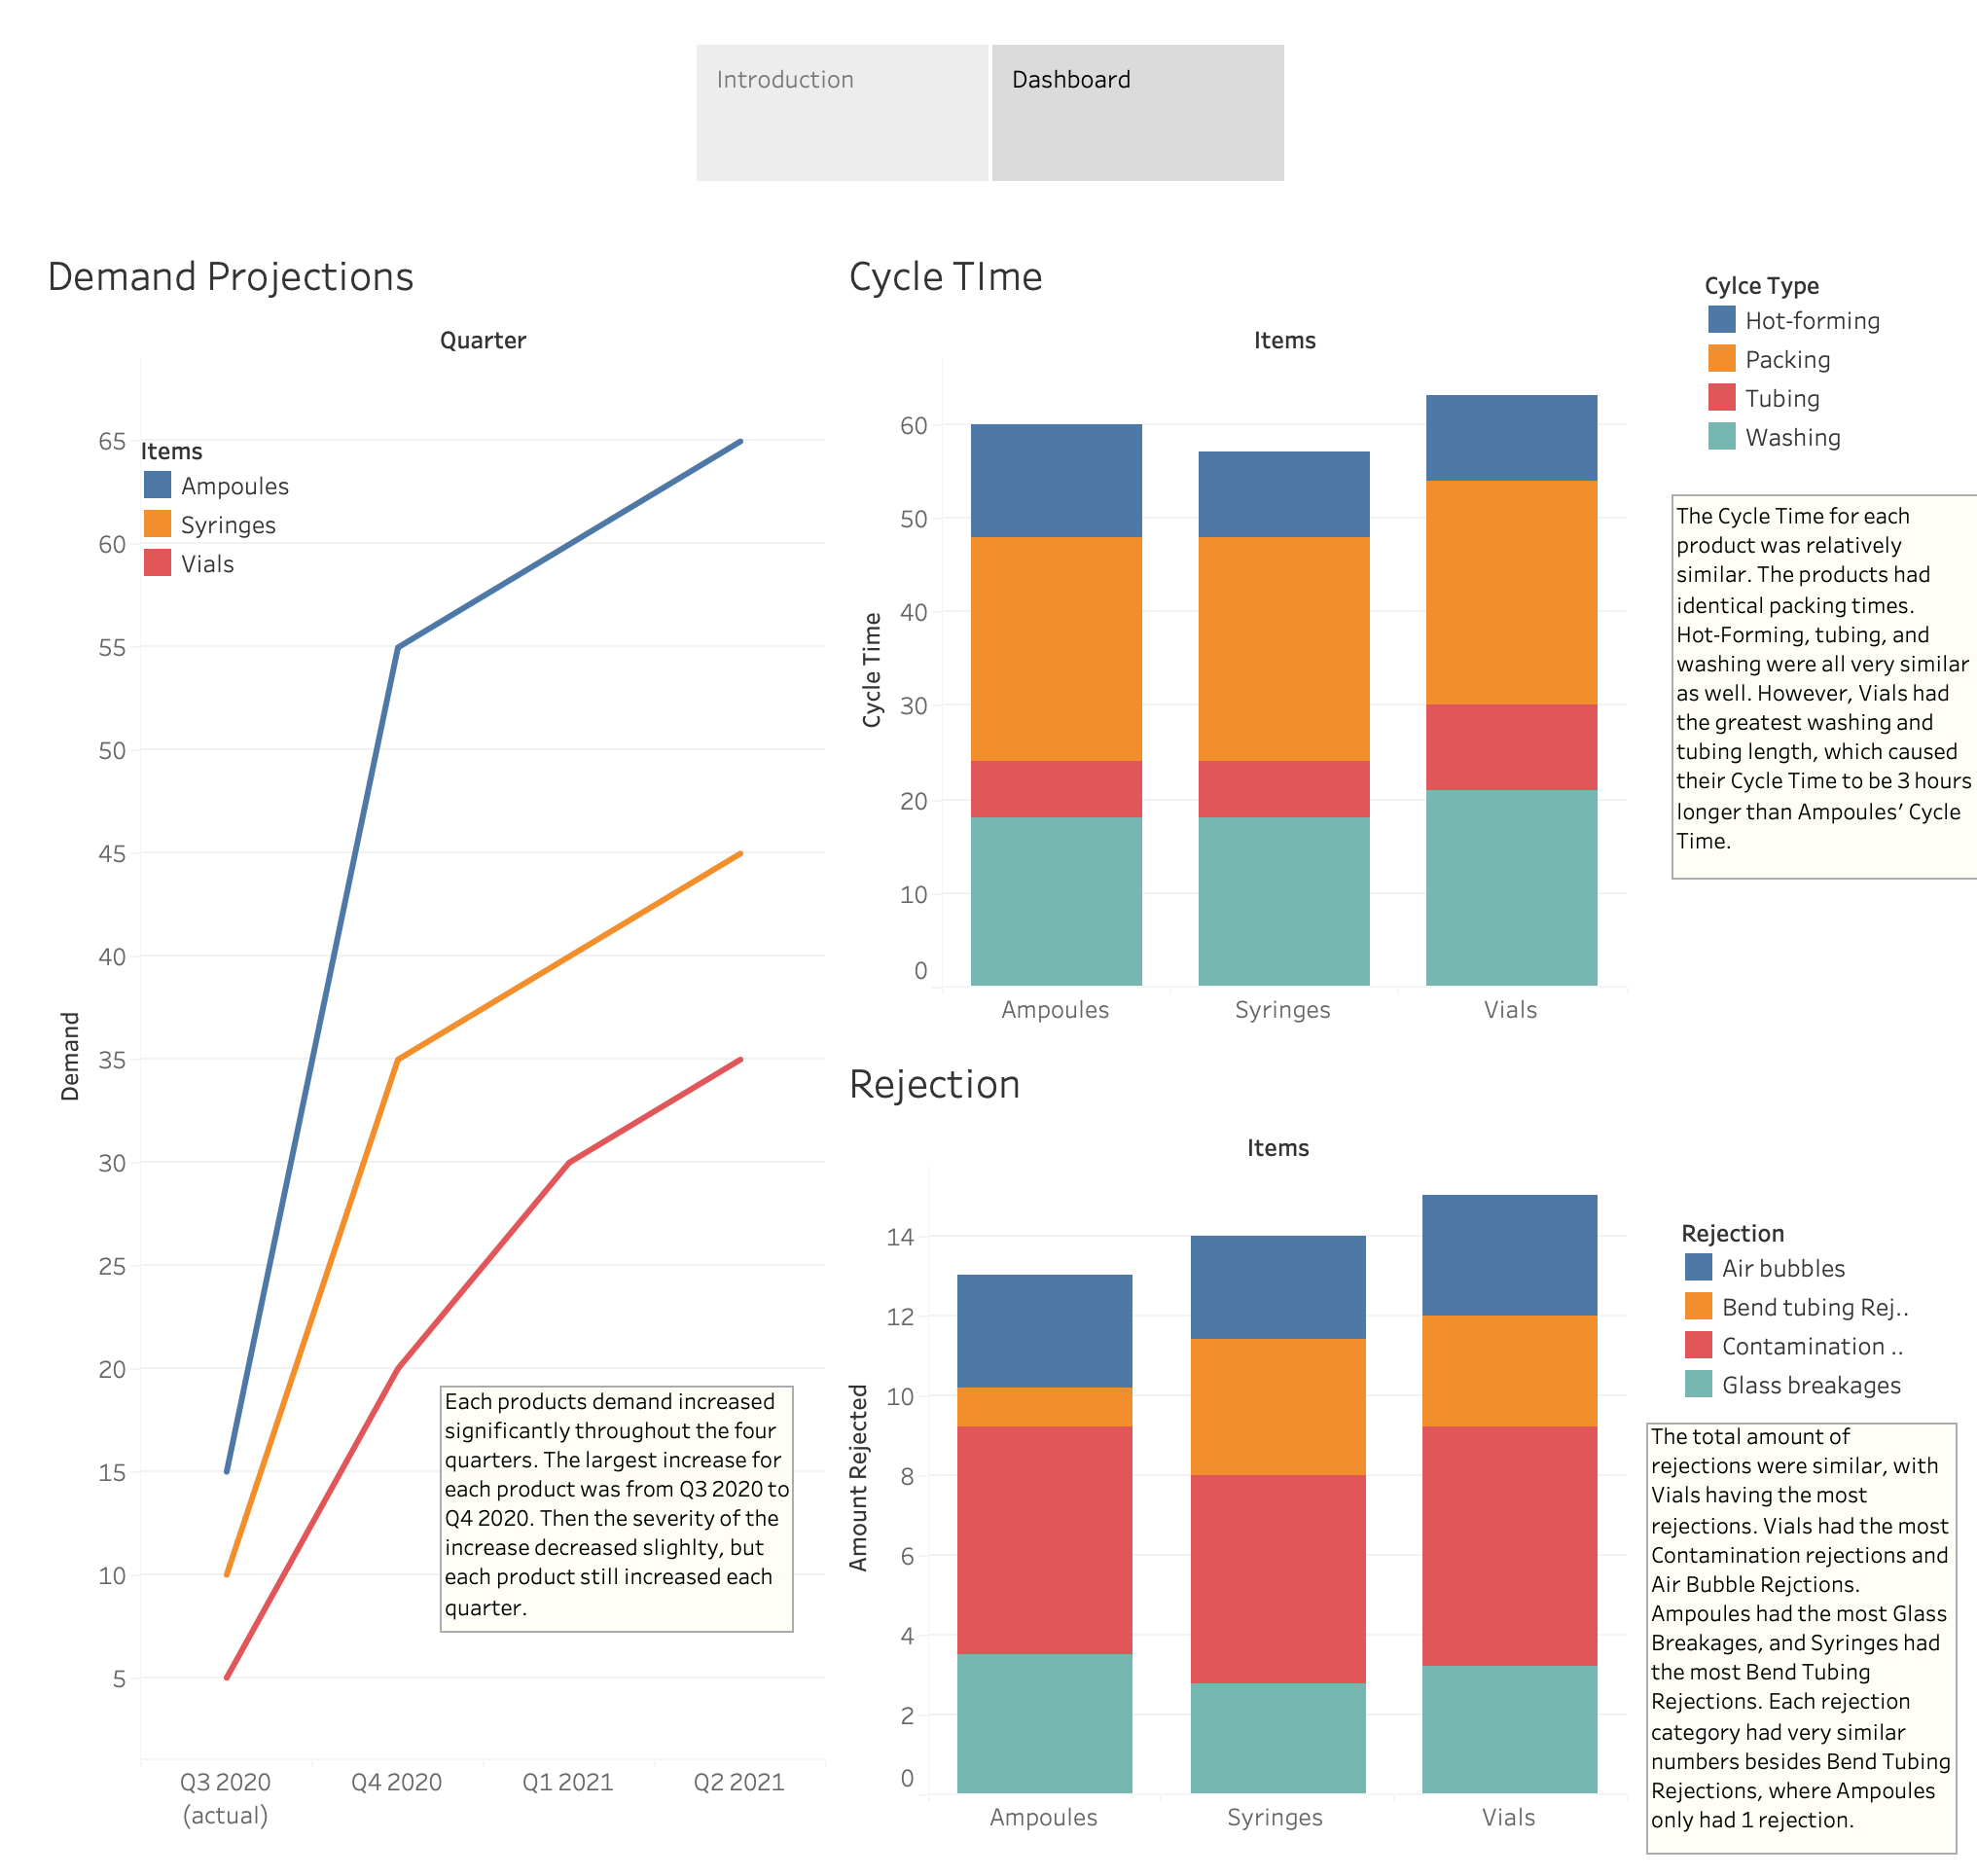 Introduction
Dashboard
Demand Projections
Quarter
65
60
55
50
45
40
35
30
25
20
15
10
5
Demand
Items
Ampoules
Syringes
Vials
Each products demand increased
significantly throughout the four
quarters. The largest increase for
each product was from Q3 2020 to
Q4 2020. Then the severity of the
increase decreased slighlty, but
each product still increased each
quarter.
Q3 2020
(actual)
Q4 2020
Q1 2021
Q2 2021
Cycle TIme
Items
60
50
40
30
20
10
0
Cycle Time
Ampoules
Syringes
Vials
Cylce Type
Hot-forming
Packing
Tubing
Washing
The Cycle Time for each
product was relatively
similar. The products had
identical packing times.
Hot-Forming, tubing, and
washing were all very similar
as well. However, Vials had
the greatest washing and
tubing length, which caused
their Cycle Time to be 3 hours
longer than Ampoules’ Cycle
Time.
Rejection
Items
14
12
10
8
6
4
2
0
Amount Rejected
Ampoules
Syringes
Vials
Rejection
Air bubbles
Bend tubing Rej..
Contamination ..
Glass breakages
The total amount of
rejections were similar, with
Vials having the most
rejections. Vials had the most
Contamination rejections and
Air Bubble Rejctions.
Ampoules had the most Glass
Breakages, and Syringes had
the most Bend Tubing
Rejections. Each rejection
category had very similar
numbers besides Bend Tubing
Rejections, where Ampoules
only had 1 rejection.